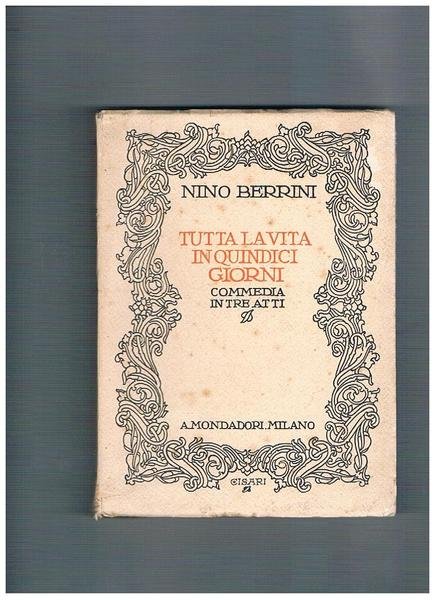 NINO BERRINI
TUTTA LA VITA
IN QUINDICI
GIORNI
COMMEDIA
IN TRE ATTI
A. MONDADORI. MILANO
CISARI